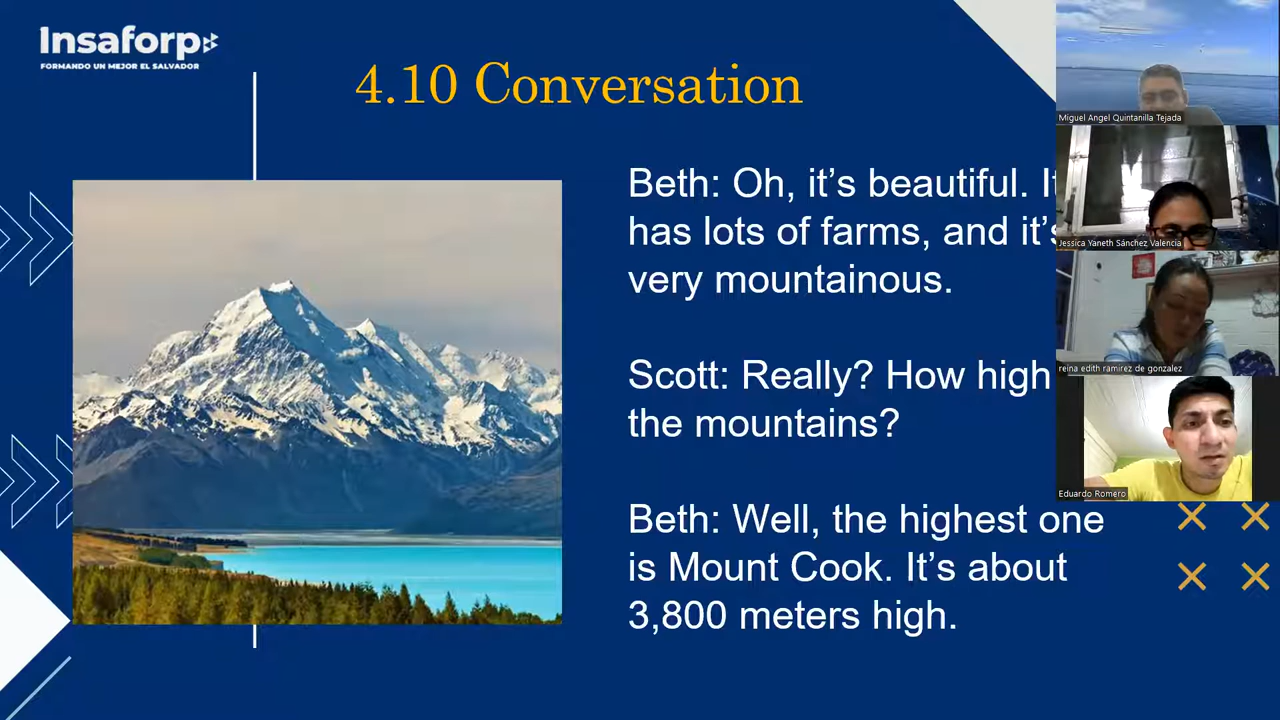 Insaforp
FORMANDO UN MEJOR EL SALVADOR
4.10 Conversation
Beth: Oh, it’s beautiful. It
has lots of farms, and it’s
very mountainous.
Scott: Really? How high
the mountains?
Beth: Well, the highest one
is Mount Cook. It’s about
3,800 meters high.
Miguel Angel Quintanilla Tejada
Jessica Yaneth Sánchez Valencia
reina edith ramirez de gonzalez
Eduardo Romero